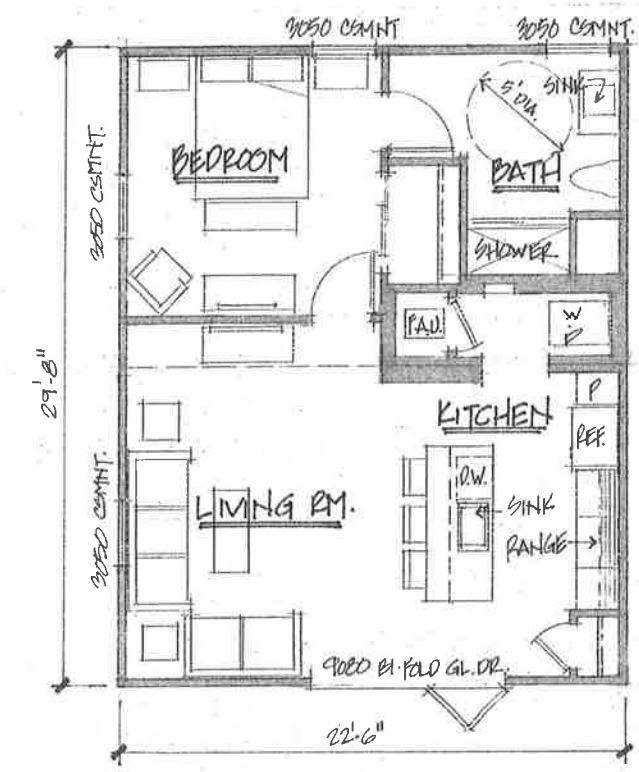 3050 CSMNT
3050 CSMNT.
SINK
5' DIA.
BEDROOM
BATH
3050 CSMNT.
SHOWER
F.A.U.
W.
D
29'-8"
P
KITCHEN
REF.
D.W.
LIVING RM.
SINK
RANGE
3050 CSMNT.
9080 BI-FOLD GL. DR.
22'-6"